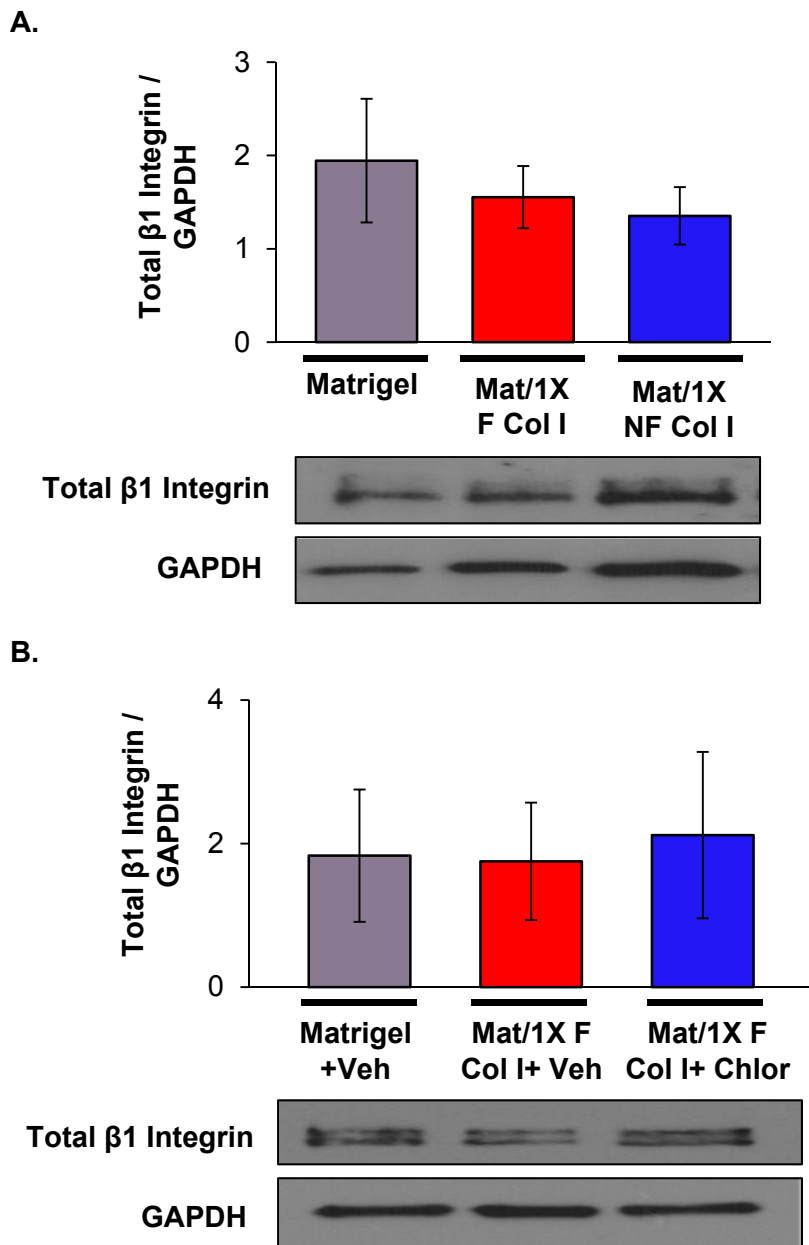 A.
Total β1 Integrin /
GAPDH
3
2
1
0
Matrigel
Mat/1X
F Col I
Mat/1X
NF Col I
Total β1 Integrin
GAPDH
B.
Total β1 Integrin /
GAPDH
4
2
0
Matrigel
+Veh
Mat/1X F
Col I+ Veh
Mat/1X F
Col I+ Chlor
Total β1 Integrin
GAPDH